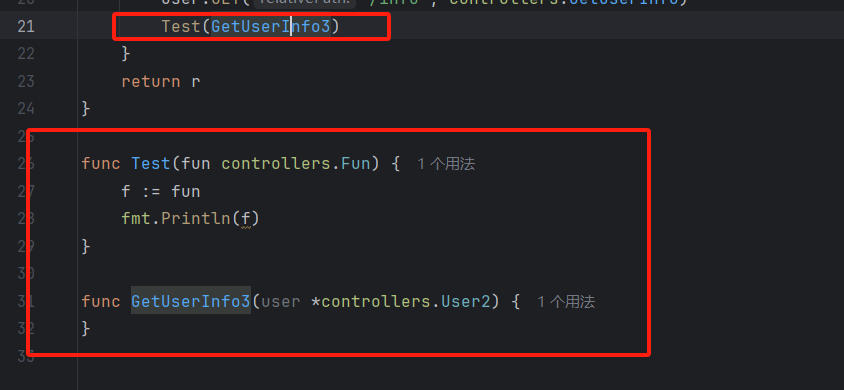 20 user.GET( relativePath: "/info", controllers.GetUserInfo)
21 Test(GetUserInfo3)
22 }
23 return r
24 }
25
26 func Test(fun controllers.Fun) { 1 个用法
27 f := fun
28 fmt.Println(f)
29 }
30
31 func GetUserInfo3(user *controllers.User2) { 1 个用法
32 }
33